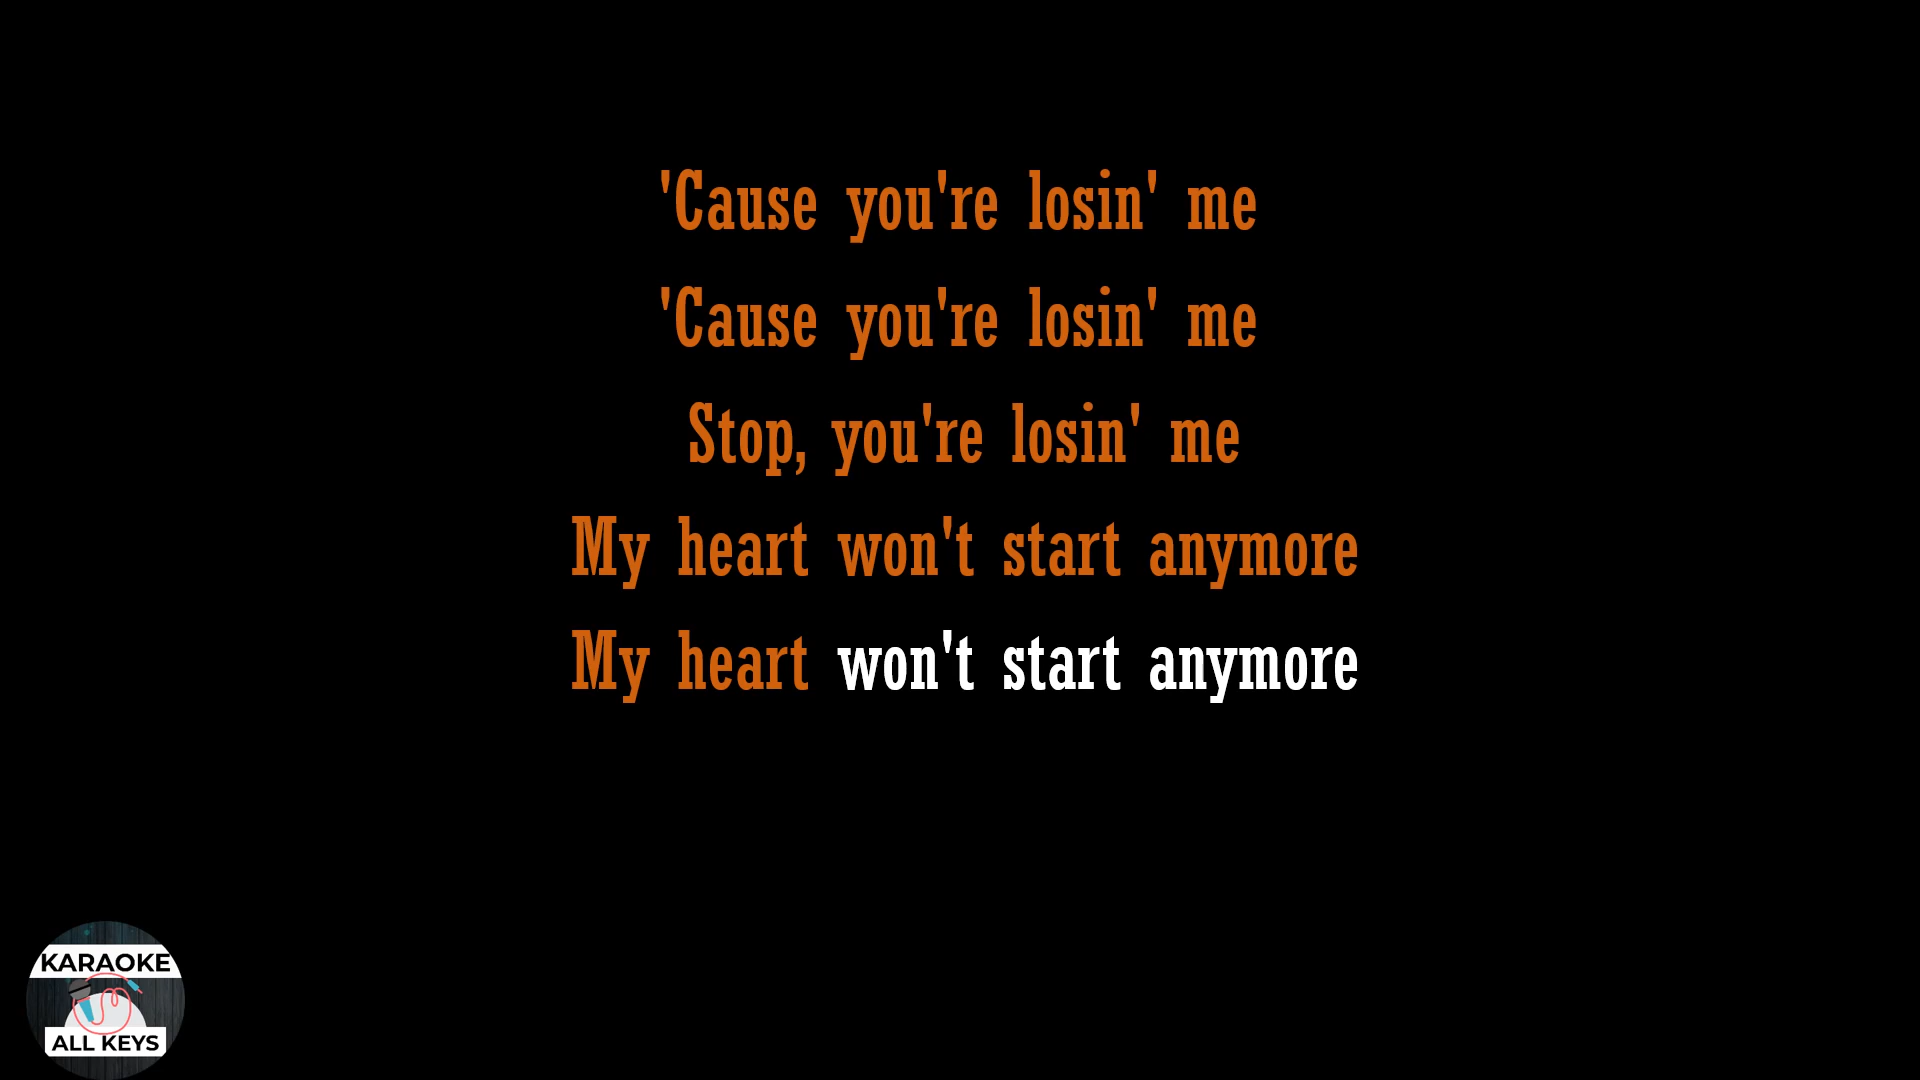 'Cause you're losin' me
'Cause you're losin' me
Stop, you're losin' me
My heart won't start anymore
My heart won't start anymore
KARAOKE
ALL KEYS